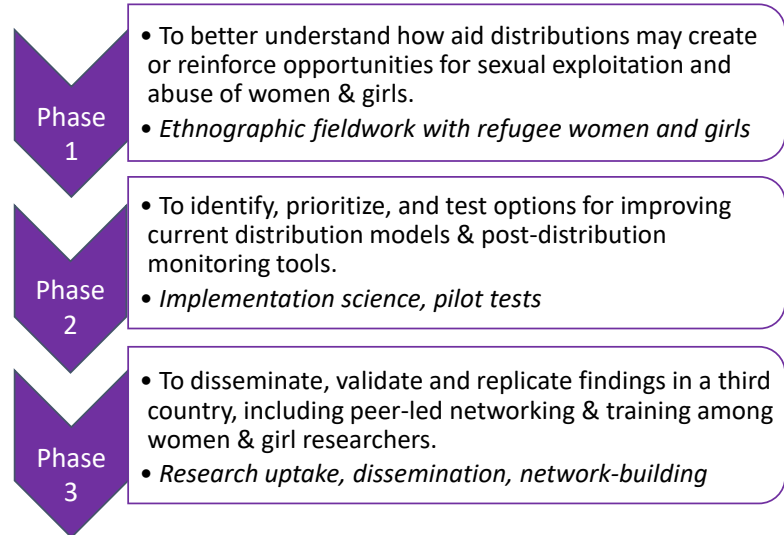 Phase
1
• To better understand how aid distributions may create
or reinforce opportunities for sexual exploitation and
abuse of women & girls.
• Ethnographic fieldwork with refugee women and girls
Phase
2
• To identify, prioritize, and test options for improving
current distribution models & post-distribution
monitoring tools.
• Implementation science, pilot tests
Phase
3
• To disseminate, validate and replicate findings in a third
country, including peer-led networking & training among
women & girl researchers.
• Research uptake, dissemination, network-building